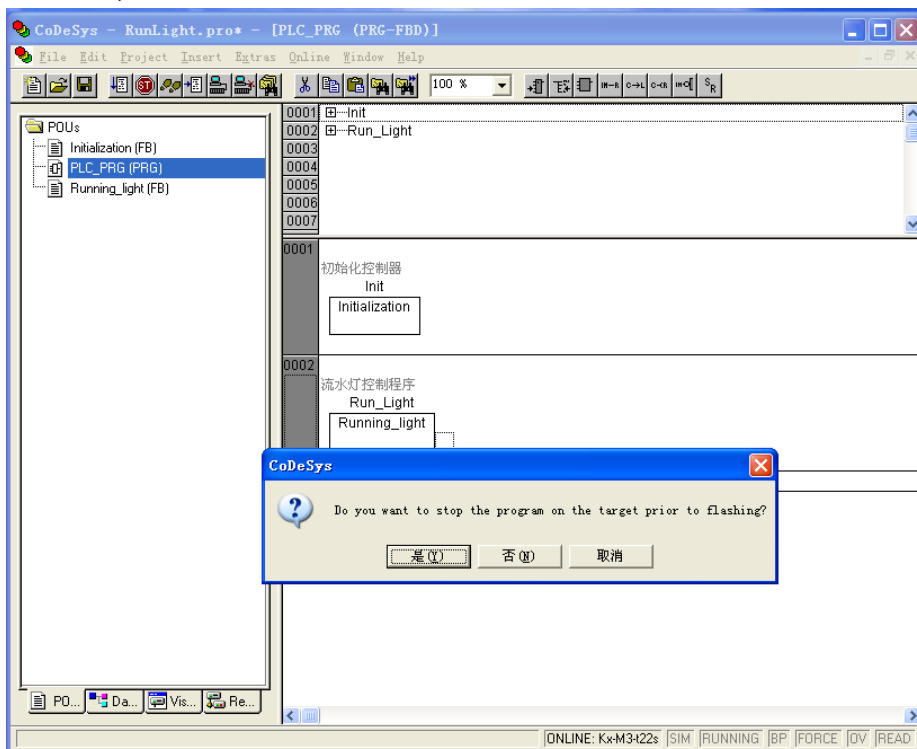 CoDeSys - RunLight.pro* - [PLC_PRG (PRG-FBD)]
File Edit Project Insert Extras Online Window Help
100 %
POUs
Initialization (FB)
PLC_PRG (PRG)
Running_light (FB)
0001 Init
0002 Run_Light
0003
0004
0005
0006
0007
0001
初始化控制器
Init
Initialization
0002
流水灯控制程序
Run_Light
Running_light
CoDeSys
Do you want to stop the program on the target prior to flashing?
是(Y) 否(N) 取消
PO... Da... Vis... Re...
ONLINE: Kx-M3-t22s SIM RUNNING BP FORCE OV READ